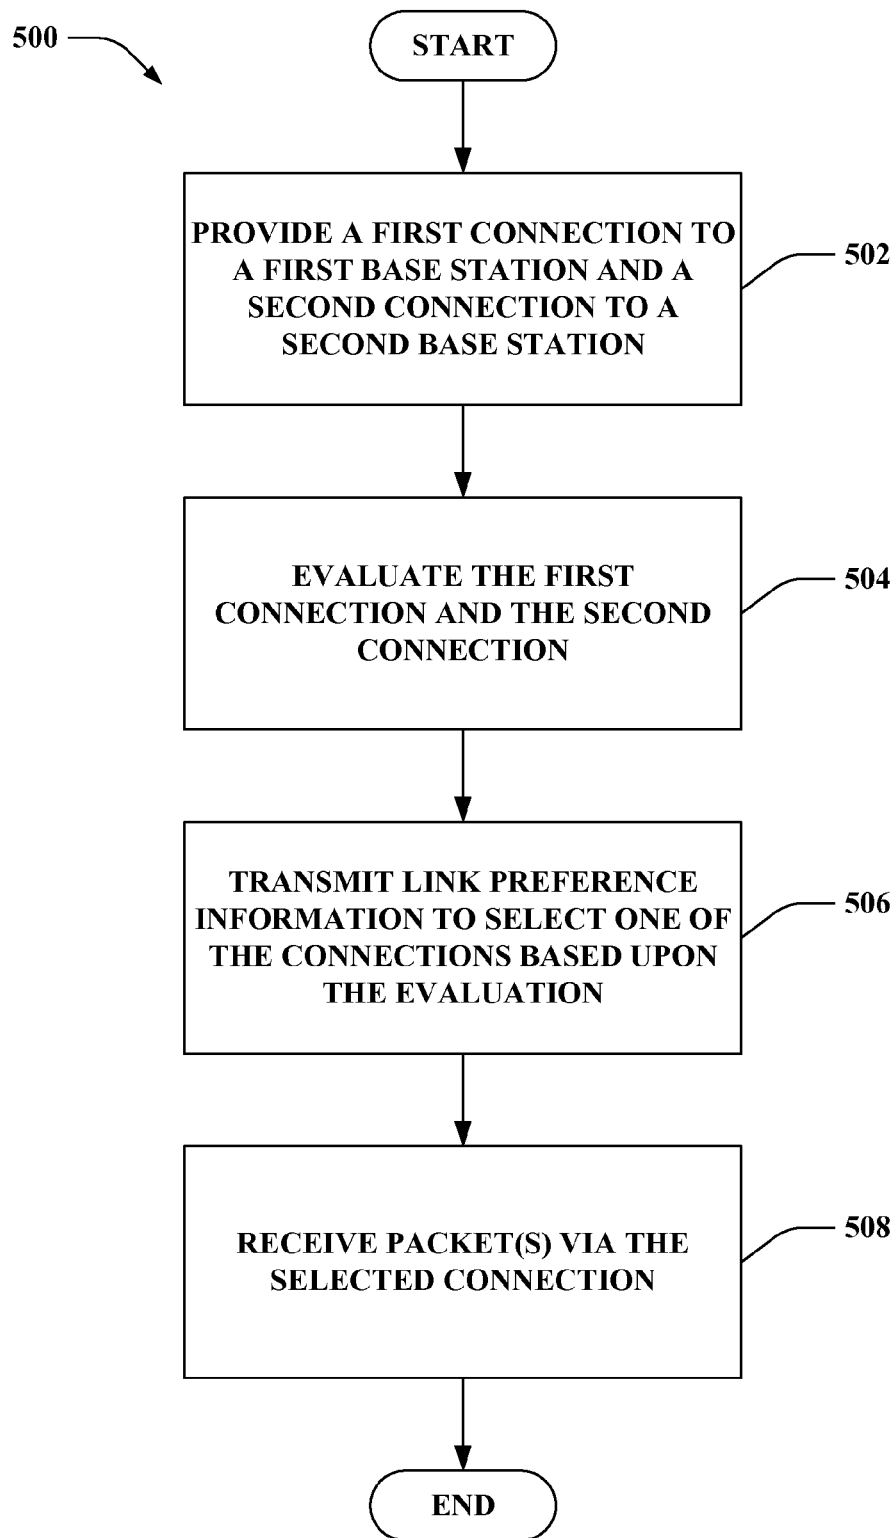 500
START
PROVIDE A FIRST CONNECTION TO
A FIRST BASE STATION AND A
SECOND CONNECTION TO A
SECOND BASE STATION
502
EVALUATE THE FIRST
CONNECTION AND THE SECOND
CONNECTION
504
TRANSMIT LINK PREFERENCE
INFORMATION TO SELECT ONE OF
THE CONNECTIONS BASED UPON
THE EVALUATION
506
RECEIVE PACKET(S) VIA THE
SELECTED CONNECTION
508
END